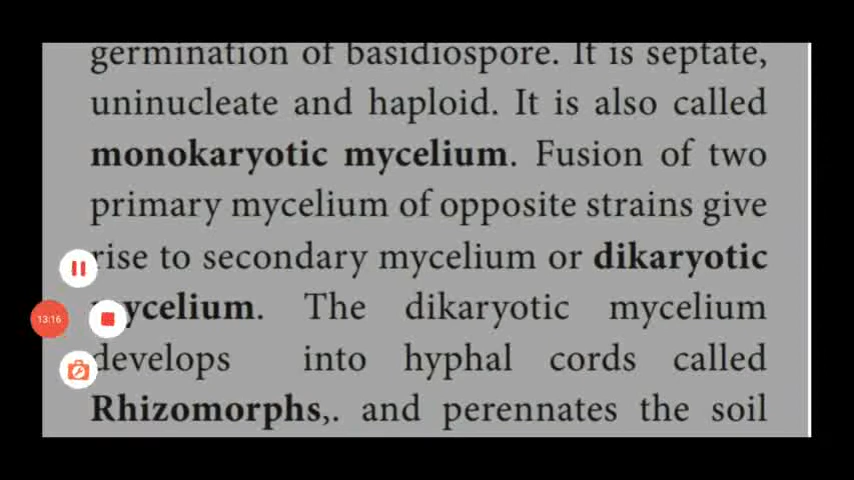 germination of basidiospore. It is septate,
uninucleate and haploid. It is also called
monokaryotic mycelium. Fusion of two
primary mycelium of opposite strains give
rise to secondary mycelium or dikaryotic
mycelium. The dikaryotic mycelium
develops into hyphal cords called
Rhizomorphs,. and perennates the soil
13:16